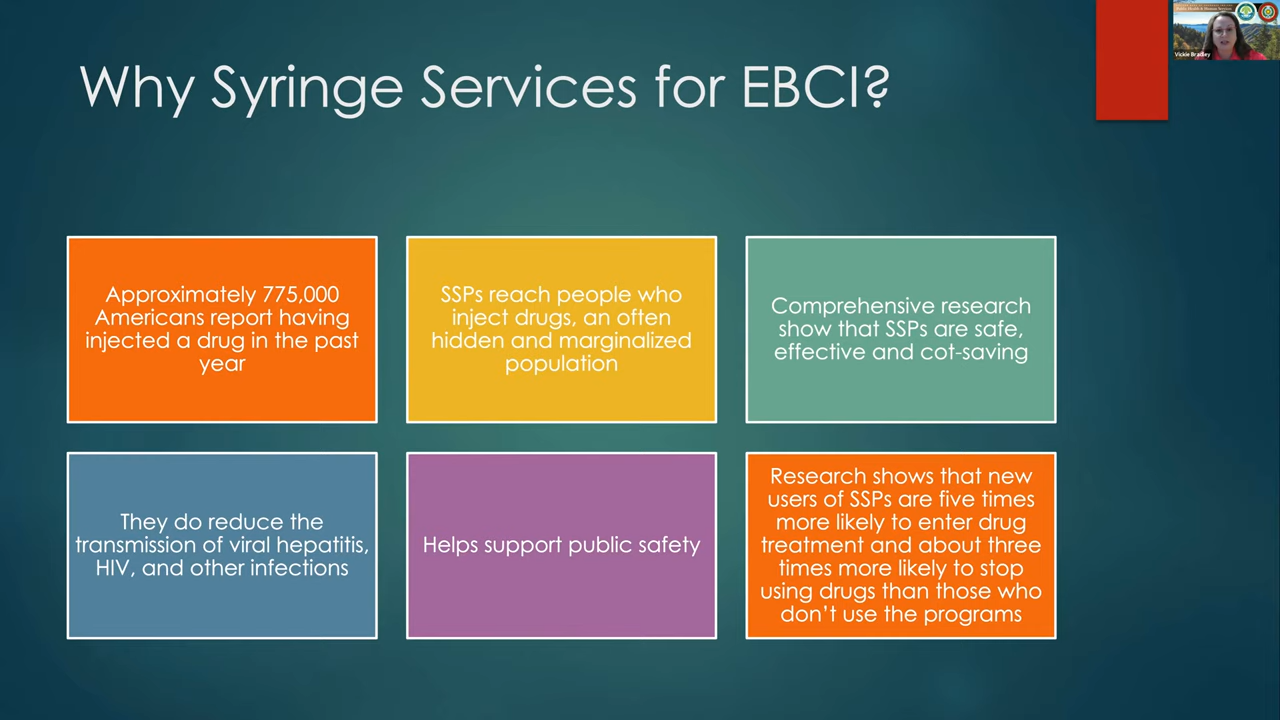 Why Syringe Services for EBCI?
Approximately 775,000
Americans report having
injected a drug in the past
year
SSPs reach people who
inject drugs, an often
hidden and marginalized
population
Comprehensive research
show that SSPs are safe,
effective and cot-saving
They do reduce the
transmission of viral hepatitis,
HIV, and other infections
Helps support public safety
Research shows that new
users of SSPs are five times
more likely to enter drug
treatment and about three
times more likely to stop
using drugs than those who
don’t use the programs
Vickie Bradley